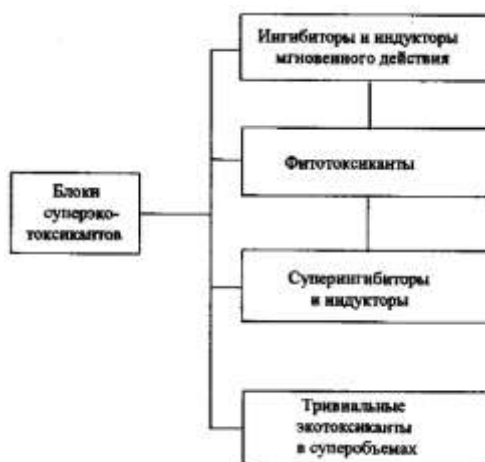 Ингибиторы и индукторы
мгновенного действия
Фитотоксиканты
Блоки
суперэко-
токсикантов
Суперингибиторы
и индукторы
Тривиальные
экотоксиканты
в суперобъемах